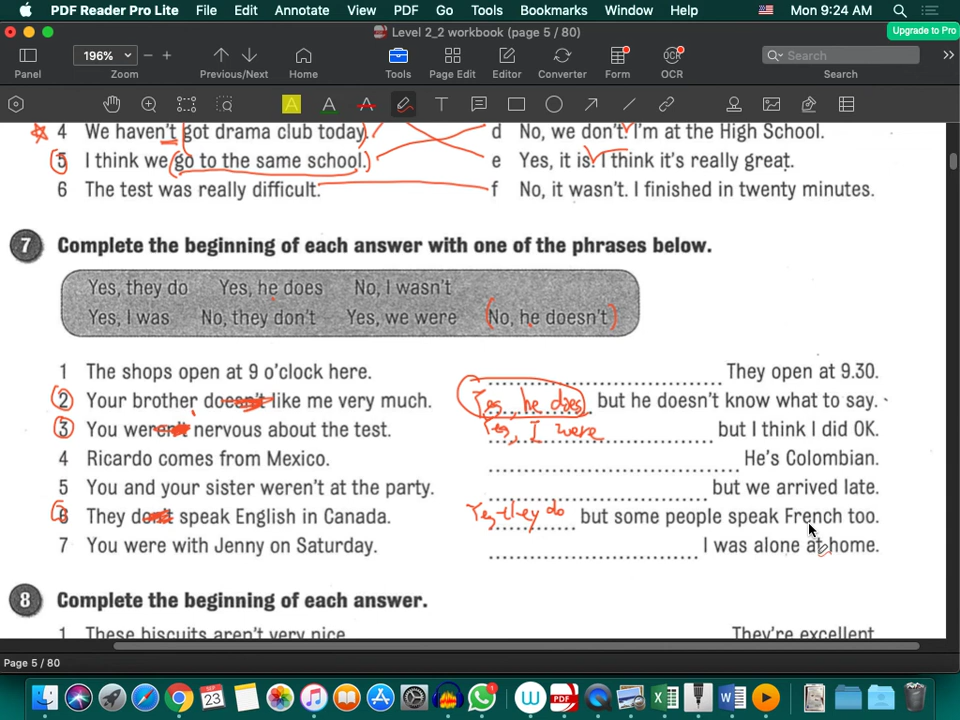 PDF Reader Pro Lite File Edit Annotate View PDF Go Tools Bookmarks Window Help Mon 9:24 AM
Level 2_2 workbook (page 5 / 80)
Upgrade to Pro
196%
OCR
Search
Panel Zoom Previous/Next Home Tools Page Edit Editor Converter Form OCR Search
A A A T
4 We haven't got drama club today. d No, we don't. I'm at the High School.
5 I think we go to the same school. e Yes, it is. I think it's really great.
6 The test was really difficult. f No, it wasn't. I finished in twenty minutes.
7 Complete the beginning of each answer with one of the phrases below.
Yes, they do Yes, he does No, I wasn't
Yes, I was No, they don't Yes, we were (No, he doesn't)
1 The shops open at 9 o'clock here. They open at 9.30.
2 Your brother doesn't like me very much. Yes, he does but he doesn't know what to say.
3 You weren't nervous about the test. Yes, I were but I think I did OK.
4 Ricardo comes from Mexico. He's Colombian.
5 You and your sister weren't at the party. but we arrived late.
6 They don't speak English in Canada. Yes they do but some people speak French too.
7 You were with Jenny on Saturday. I was alone at home.
8 Complete the beginning of each answer.
1 These biscuits aren't very nice. They're excellent.
Page 5 / 80
SEP
23
PDF